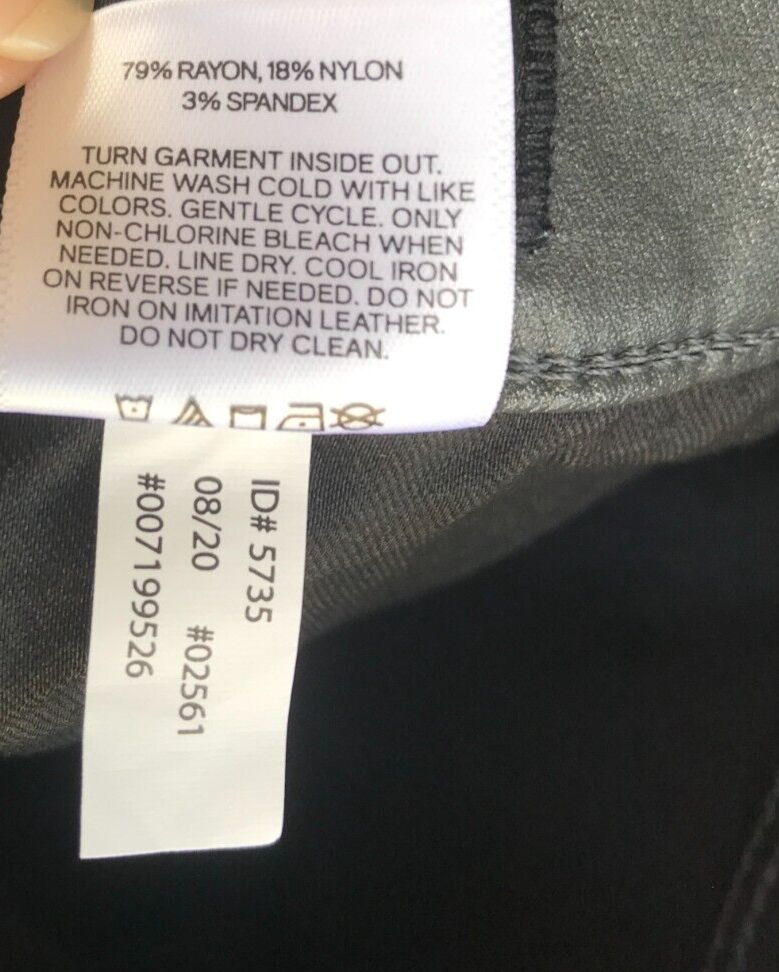 79% RAYON, 18% NYLON
3% SPANDEX
TURN GARMENT INSIDE OUT.
MACHINE WASH COLD WITH LIKE
COLORS. GENTLE CYCLE. ONLY
NON-CHLORINE BLEACH WHEN
NEEDED. LINE DRY. COOL IRON
ON REVERSE IF NEEDED. DO NOT
IRON ON IMITATION LEATHER.
DO NOT DRY CLEAN.
ID# 5735
08/20 #02561
#007199526